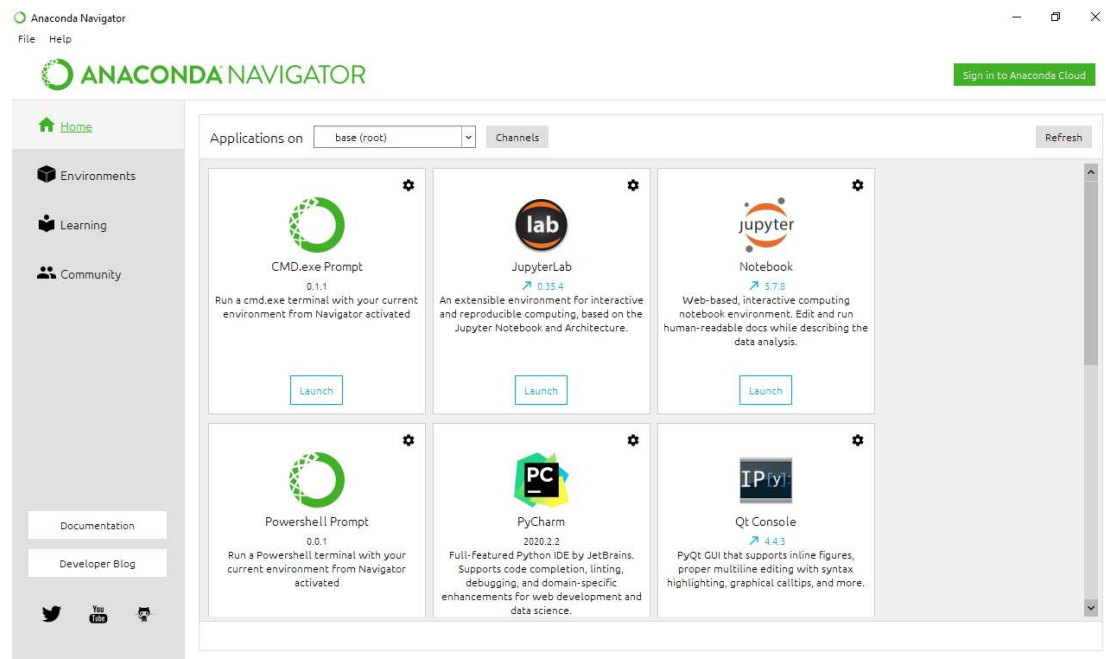 Anaconda Navigator
File Help
ANACONDA NAVIGATOR
Sign in to Anaconda Cloud
Home
Environments
Learning
Community
Documentation
Developer Blog
You
Tube
Applications on base (root) Channels Refresh
lab
jupyter
CMD.exe Prompt
0.1.1
Run a cmd.exe terminal with your current
environment from Navigator activated
Launch
JupyterLab
0.35.4
An extensible environment for interactive
and reproducible computing, based on the
Jupyter Notebook and Architecture.
Launch
Notebook
5.7.8
Web-based, interactive computing
notebook environment. Edit and run
human-readable docs while describing the
data analysis.
Launch
Powershell Prompt
0.0.1
Run a Powershell terminal with your
current environment from Navigator
activated
PC
PyCharm
2020.2.2
Full-featured Python IDE by JetBrains.
Supports code completion, linting,
debugging, and domain-specific
enhancements for web development and
data science.
IP[y]:
Qt Console
4.4.3
PyQt GUI that supports inline figures,
proper multiline editing with syntax
highlighting, graphical calltips, and more.